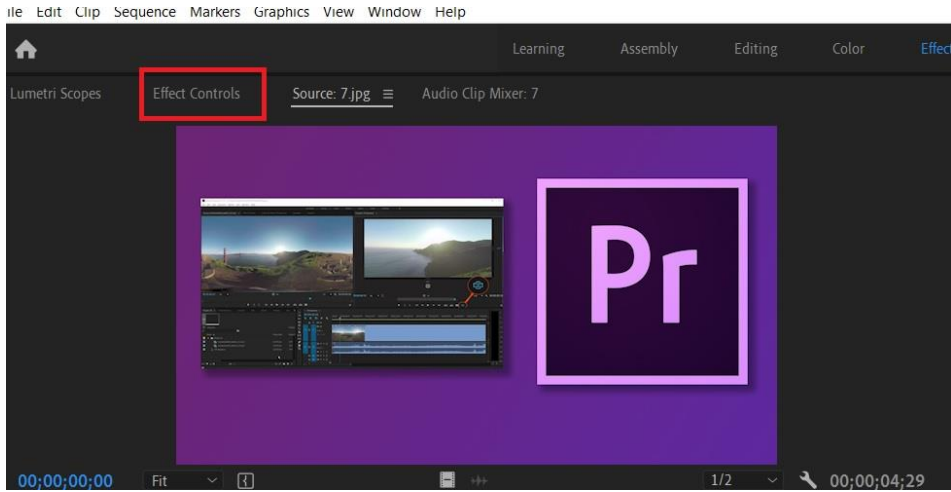 ile Edit Clip Sequence Markers Graphics View Window Help
Learning Assembly Editing Color Effect
Lumetri Scopes Effect Controls Source: 7.jpg Audio Clip Mixer: 7
Pr
00;00;00;00 Fit 1/2 00;00;04;29